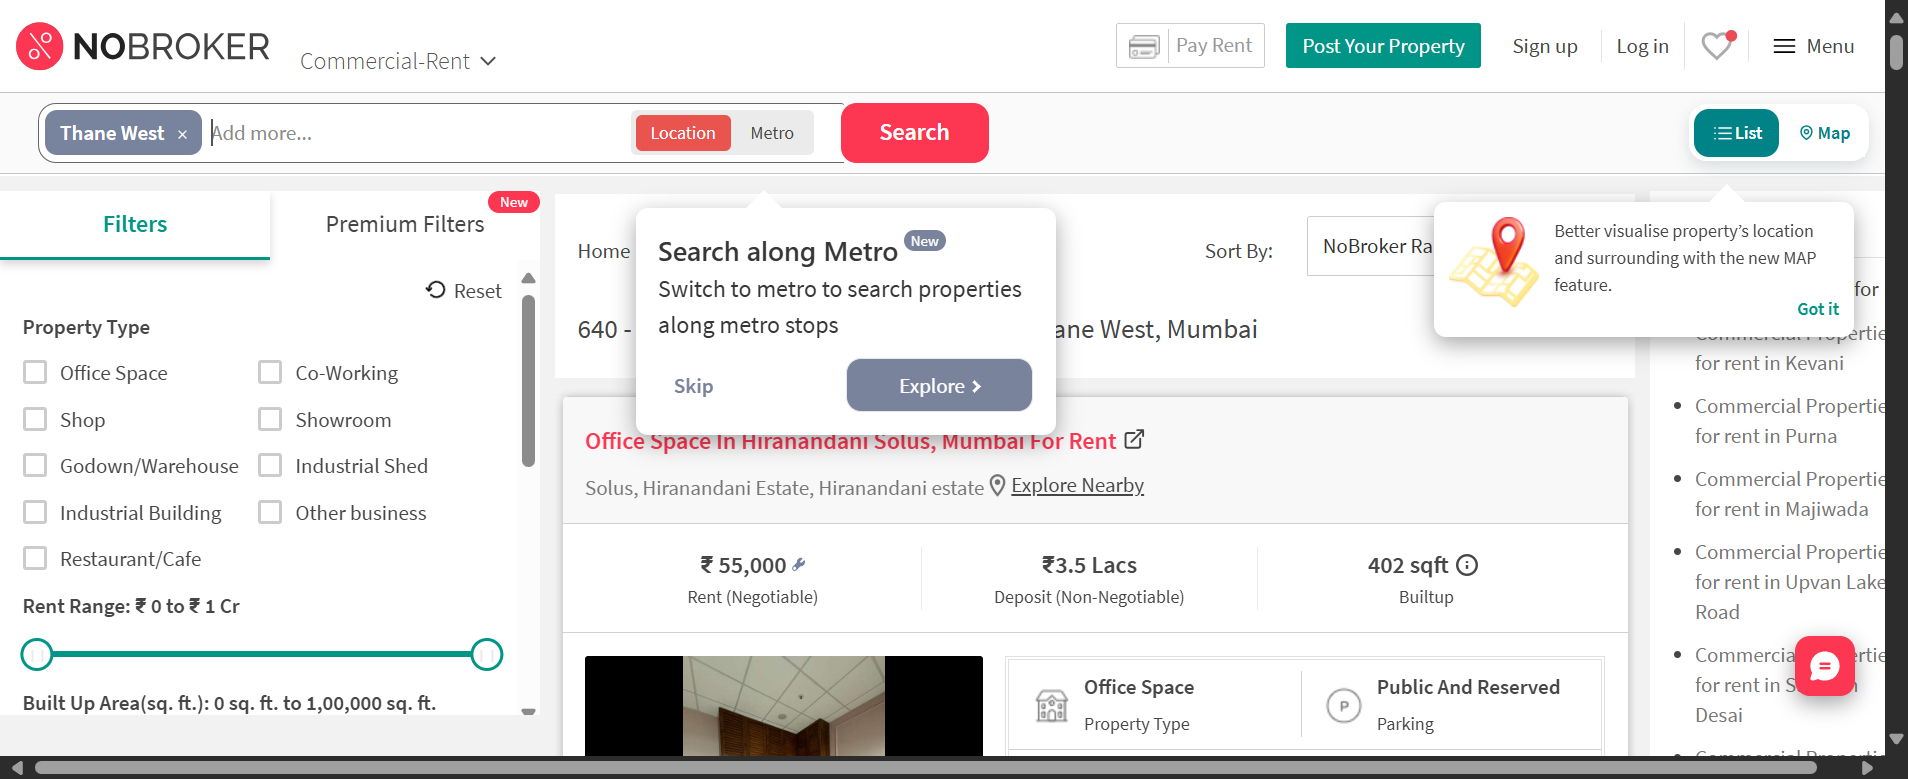 NOBROKER
Commercial-Rent
Pay Rent
Post Your Property
Sign up
Log in
Menu
Thane West ×
Add more...
Location
Metro
Search
List
Map
Filters
Premium Filters
New
Reset
Property Type
Office Space
Co-Working
Shop
Showroom
Godown/Warehouse
Industrial Shed
Industrial Building
Other business
Restaurant/Cafe
Rent Range: ₹ 0 to ₹ 1 Cr
Built Up Area(sq. ft.): 0 sq. ft. to 1,00,000 sq. ft.
Home
Search along Metro New
Switch to metro to search properties
along metro stops
Skip
Explore
Sort By:
NoBroker Ra
640 -
ane West, Mumbai
Better visualise property's location
and surrounding with the new MAP
feature.
Got it
Office Space In Hiranandani Solus, Mumbai For Rent
Solus, Hiranandani Estate, Hiranandani estate
Explore Nearby
₹ 55,000
Rent (Negotiable)
₹3.5 Lacs
Deposit (Non-Negotiable)
402 sqft
Builtup
Office Space
Property Type
P
Public And Reserved
Parking
for
Commercial Propertie
for rent in Kevani
Commercial Propertie
for rent in Purna
Commercial Propertie
for rent in Majiwada
Commercial Propertie
for rent in Upvan Lake
Road
Commercia
rtie
for rent in S
n
Desai
Commercial Propertie